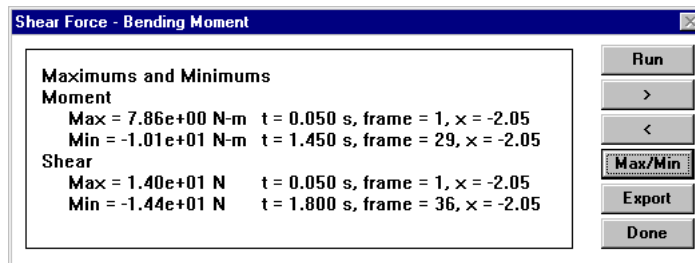 Shear Force - Bending Moment
Maximums and Minimums
Moment
Max = 7.86e+00 N-m t = 0.050 s, frame = 1, x = -2.05
Min = -1.01e+01 N-m t = 1.450 s, frame = 29, x = -2.05
Shear
Max = 1.40e+01 N t = 0.050 s, frame = 1, x = -2.05
Min = -1.44e+01 N t = 1.800 s, frame = 36, x = -2.05
Run
>
<
Max/Min
Export
Done